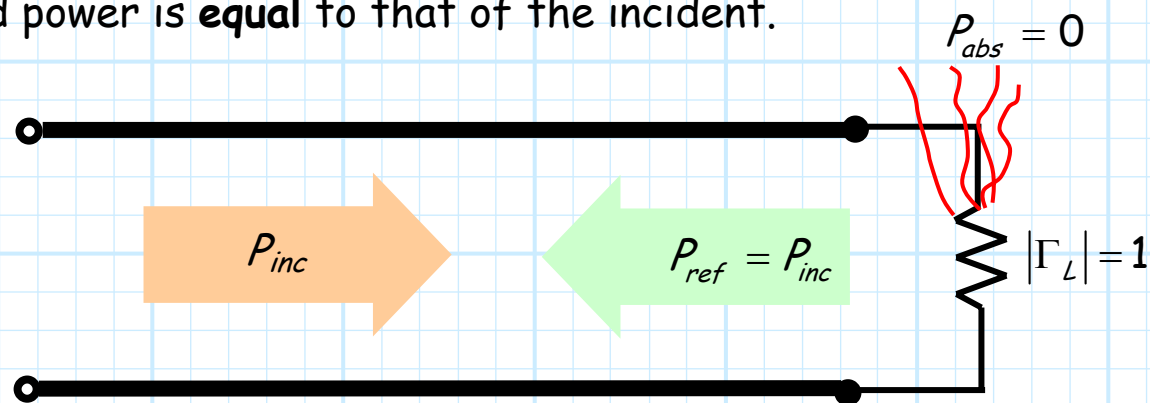 power is equal to that of the incident.
P_abs = 0
P_inc
P_ref = P_inc
|Γ_L| = 1